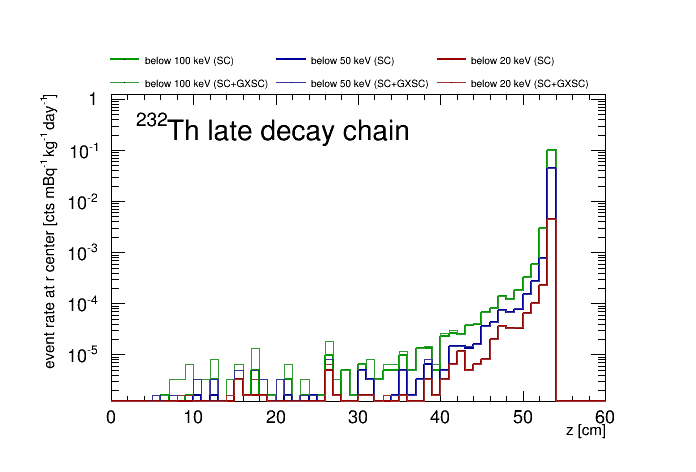 below 100 keV (SC) below 50 keV (SC) below 20 keV (SC)
below 100 keV (SC+GXSC) below 50 keV (SC+GXSC) below 20 keV (SC+GXSC)
event rate at r center [cts mBq⁻¹ kg⁻¹ day⁻¹]
²³²Th late decay chain
1
10⁻¹
10⁻²
10⁻³
10⁻⁴
10⁻⁵
0 10 20 30 40 50 60
z [cm]